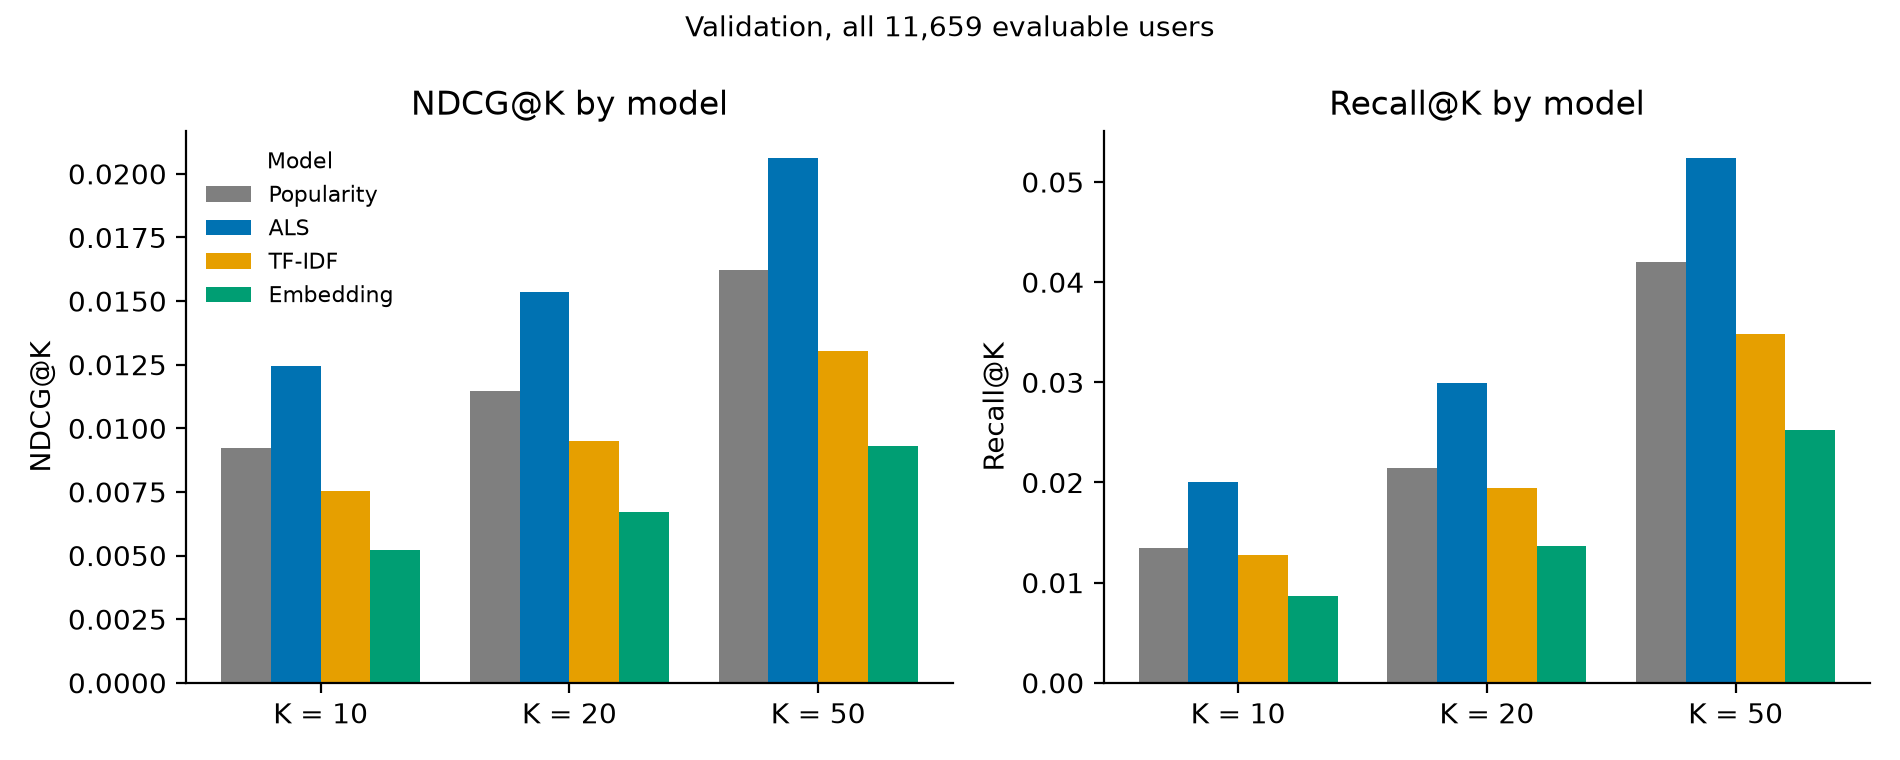 Validation, all 11,659 evaluable users
NDCG@K by model
NDCG@K
0.0200
0.0175
0.0150
0.0125
0.0100
0.0075
0.0050
0.0025
0.0000
Model
Popularity
ALS
TF-IDF
Embedding
K = 10
K = 20
K = 50
Recall@K by model
Recall@K
0.05
0.04
0.03
0.02
0.01
0.00
K = 10
K = 20
K = 50